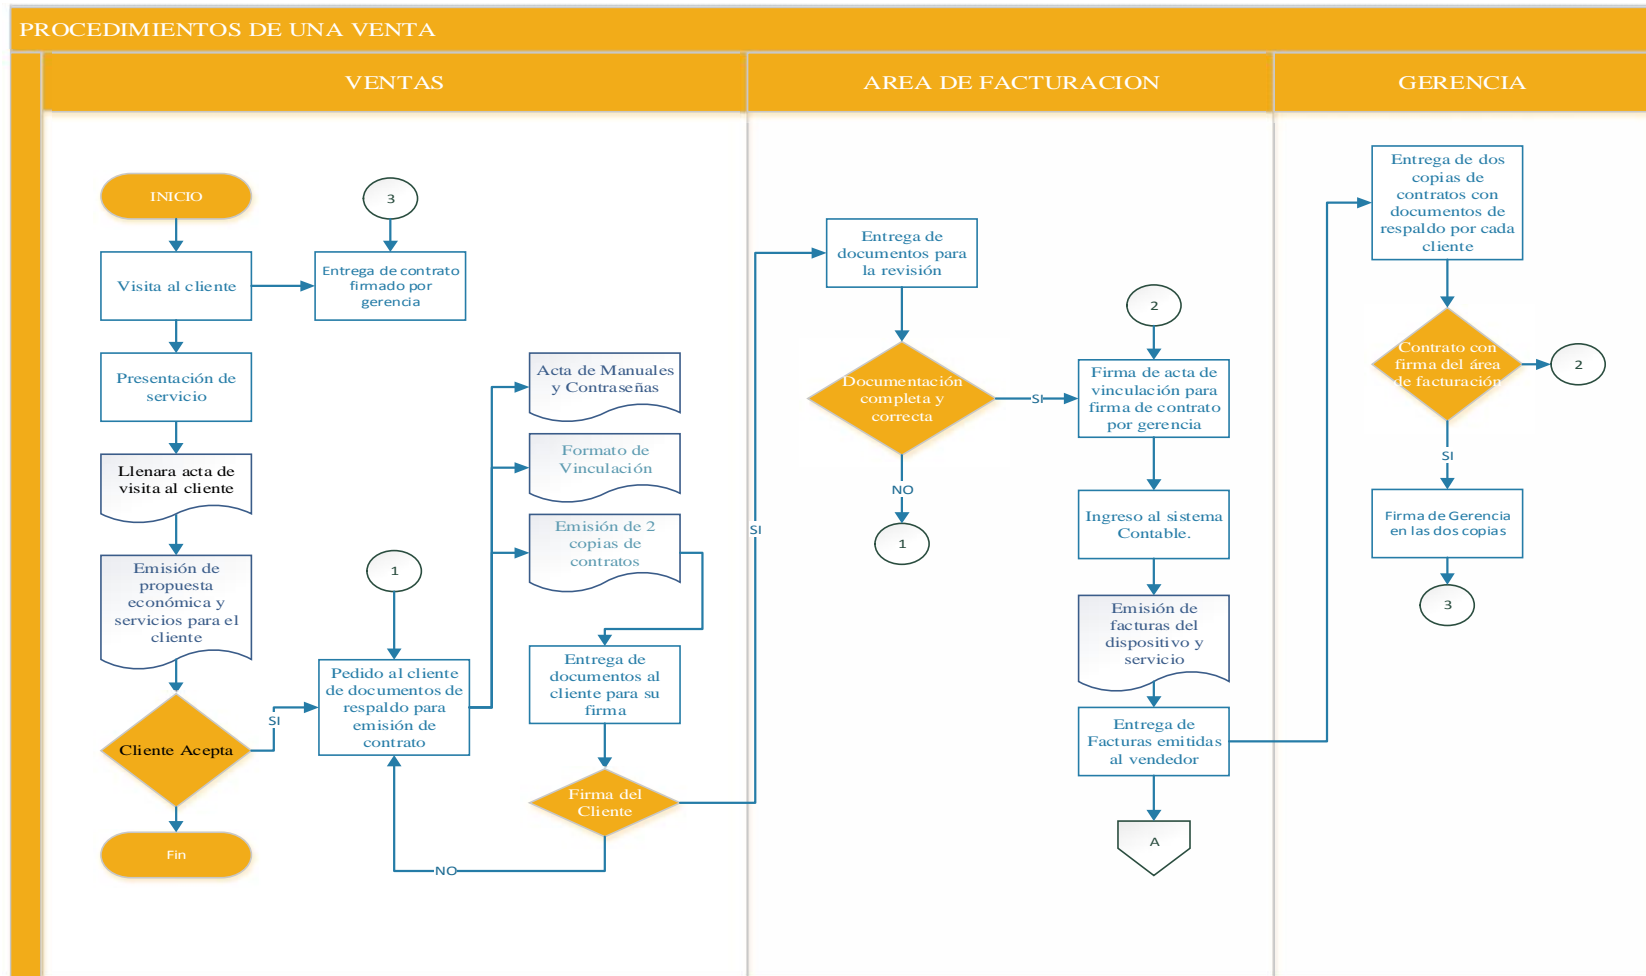 PROCEDIMIENTOS DE UNA VENTA
VENTAS
AREA DE FACTURACION
GERENCIA
INICIO
Visita al cliente
Presentación de
servicio
Llenara acta de
visita al cliente
Emisión de
propuesta
económica y
servicios para el
cliente
Cliente Acepta
SI
Fin
3
Entrega de contrato
firmado por
gerencia
1
Pedido al cliente
de documentos de
respaldo para
emisión de
contrato
Acta de Manuales
y Contraseñas
Formato de
Vinculación
Emisión de 2
copias de
contratos
Entrega de
documentos al
cliente para su
firma
Firma del
Cliente
NO
SI
Entrega de
documentos para
la revisión
Documentación
completa y
correcta
SI
NO
1
2
Firma de acta de
vinculación para
firma de contrato
por gerencia
Ingreso al sistema
Contable.
Emisión de
facturas del
dispositivo y
servicio
Entrega de
Facturas emitidas
al vendedor
A
Entrega de dos
copias de
contratos con
documentos de
respaldo por cada
cliente
Contrato con
firma del área
de facturación
2
SI
Firma de Gerencia
en las dos copias
3